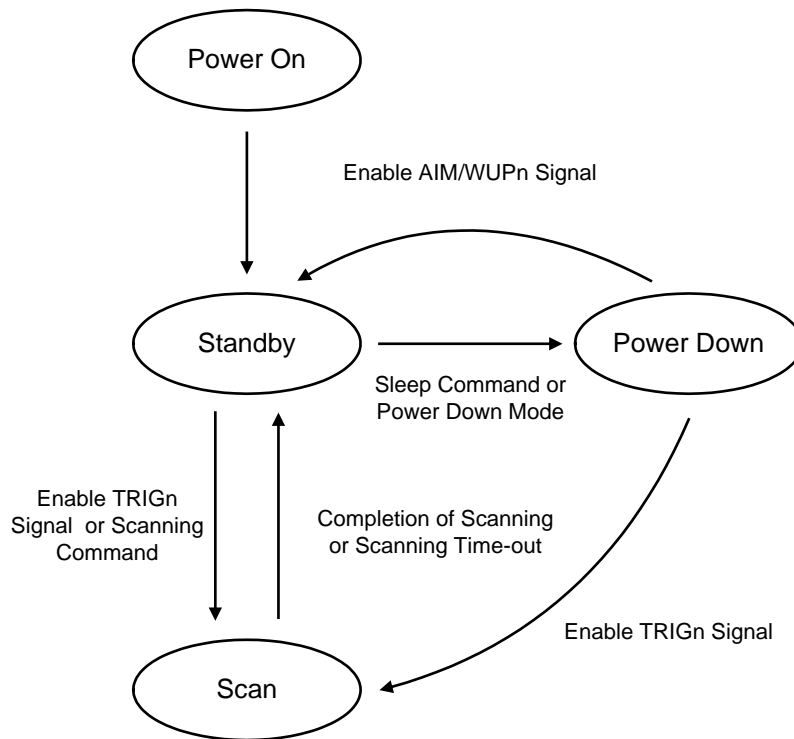 Power On
Enable AIM/WUPn Signal
Standby
Power Down
Sleep Command or
Power Down Mode
Enable TRIGn
Signal or Scanning
Command
Completion of Scanning
or Scanning Time-out
Enable TRIGn Signal
Scan